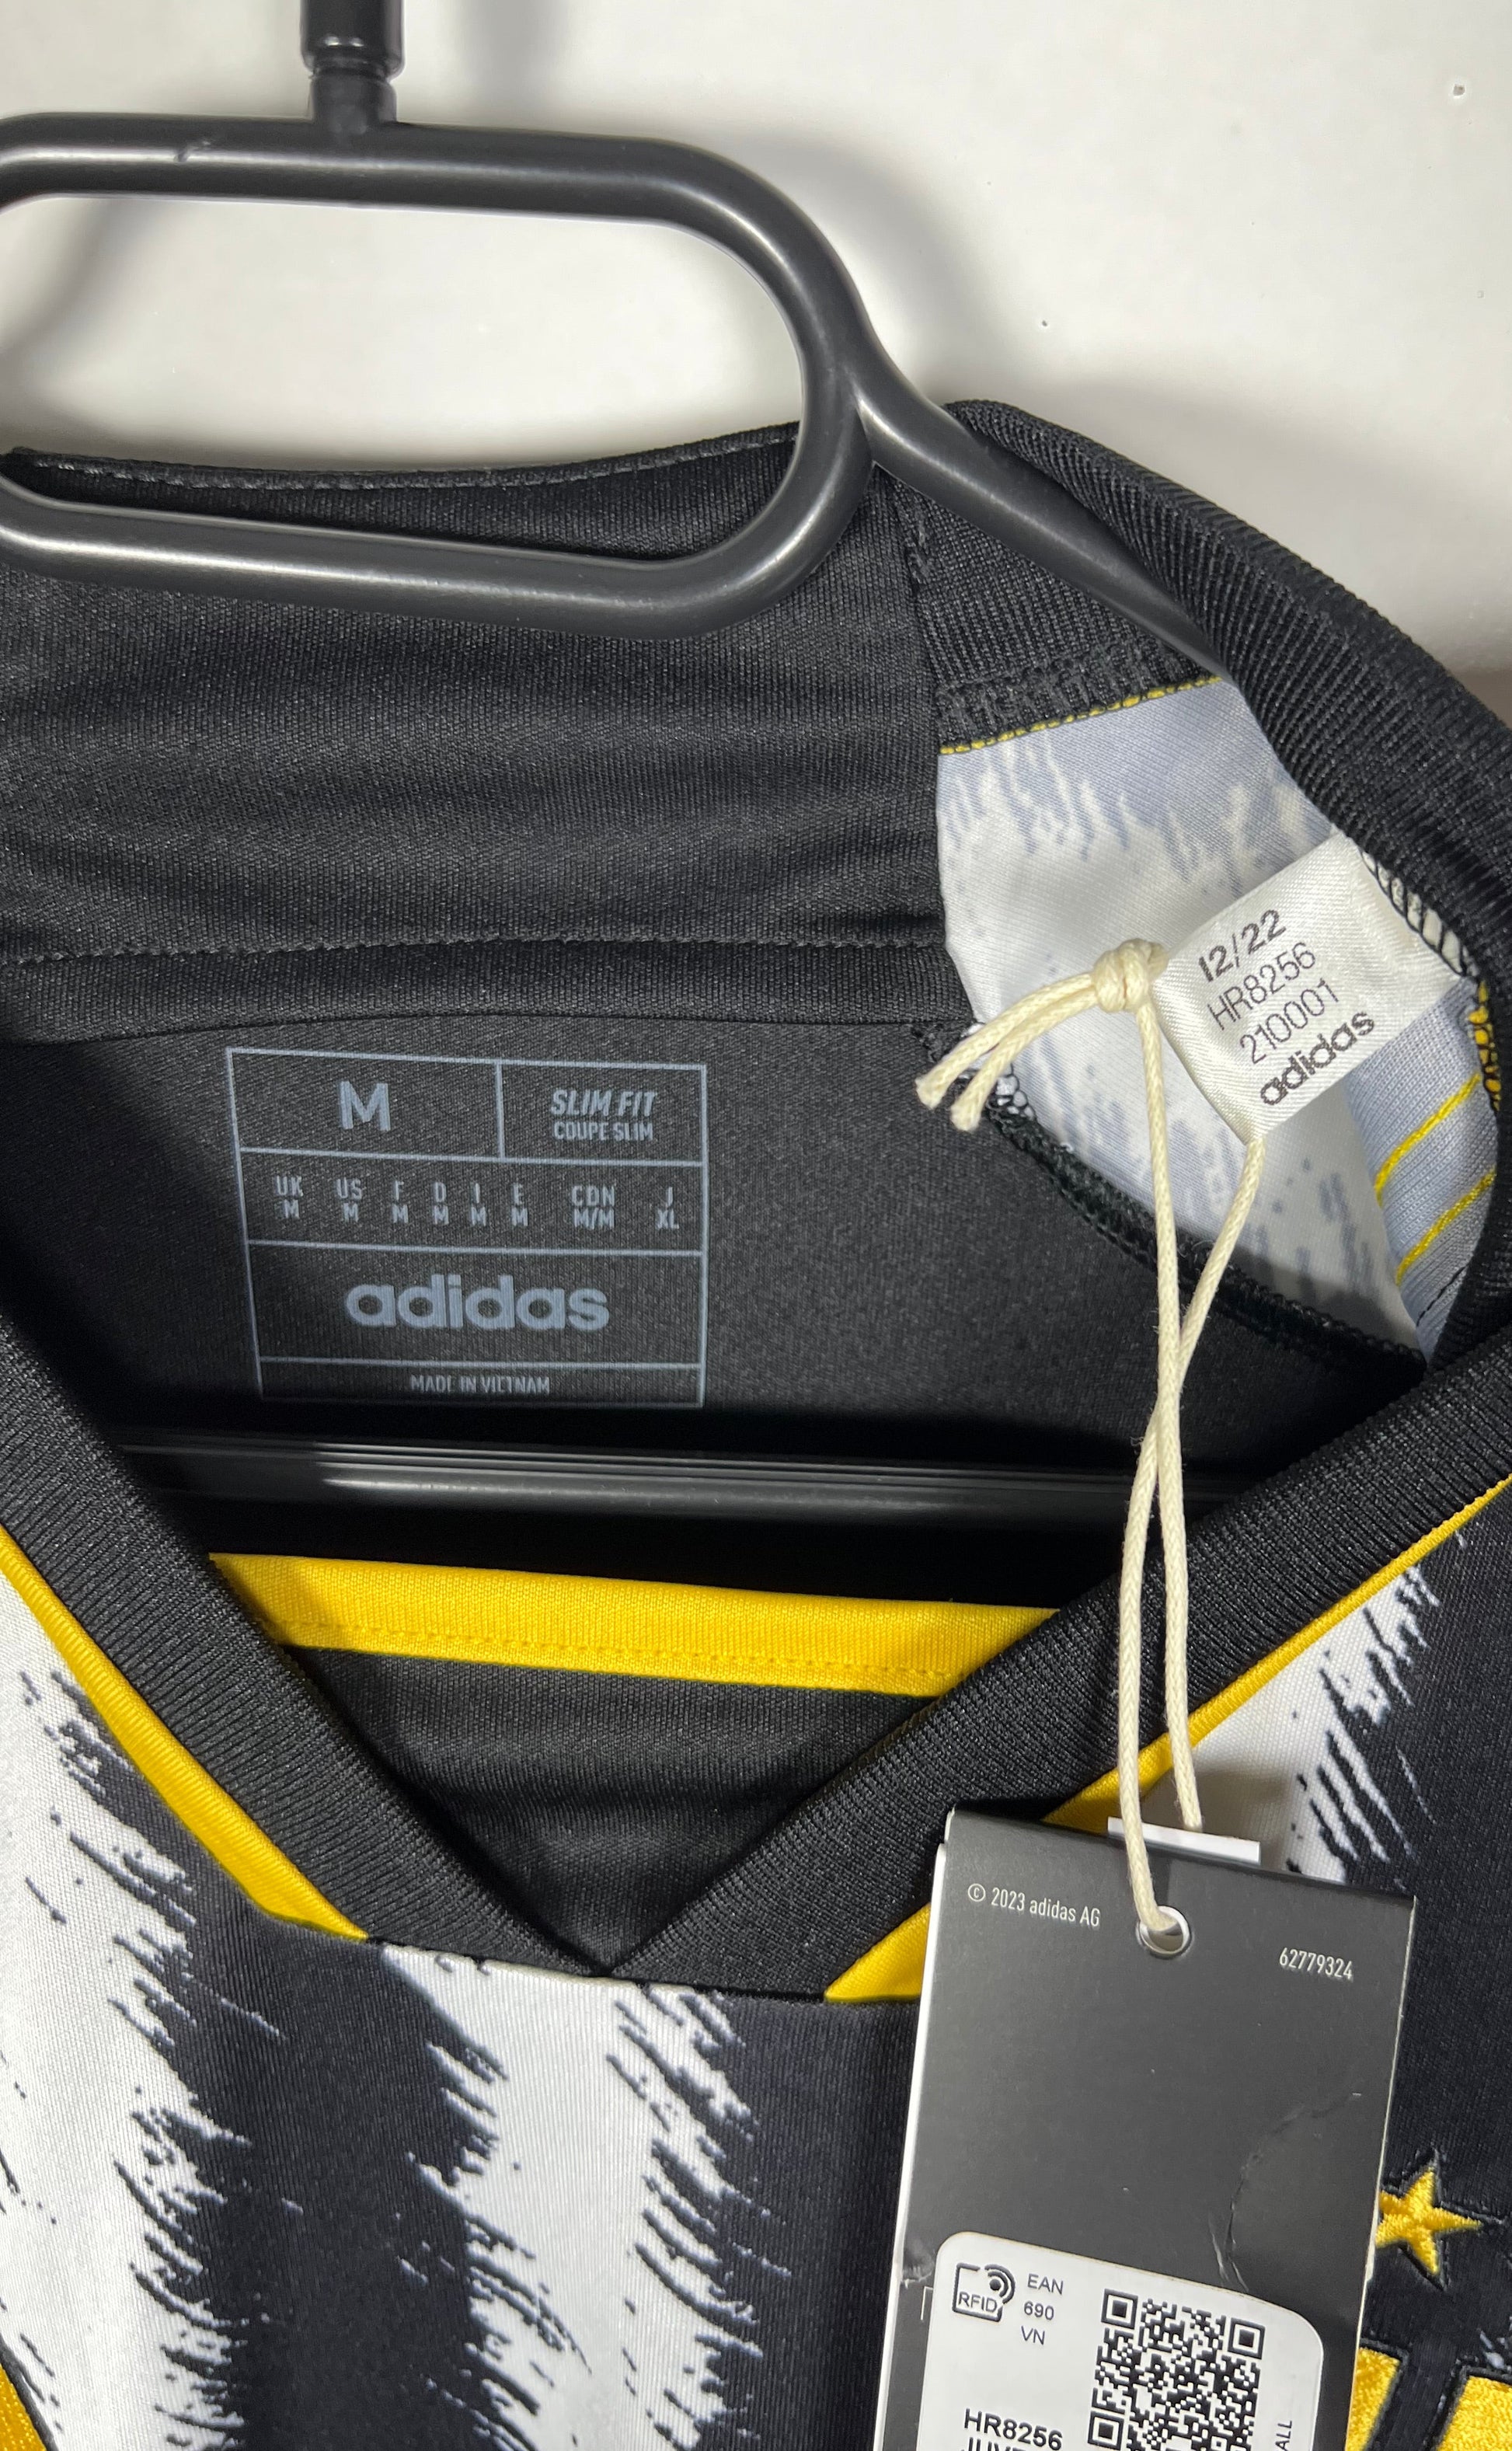 12/22
HR8256
210001
adidas
M
SLIM FIT
COUPE SLIM
UK US F D I E CDN J
M M M M M M M/M XL
adidas
MADE IN VIETNAM
© 2023 adidas AG
62779324
RFID
EAN
690
VN
HR8256